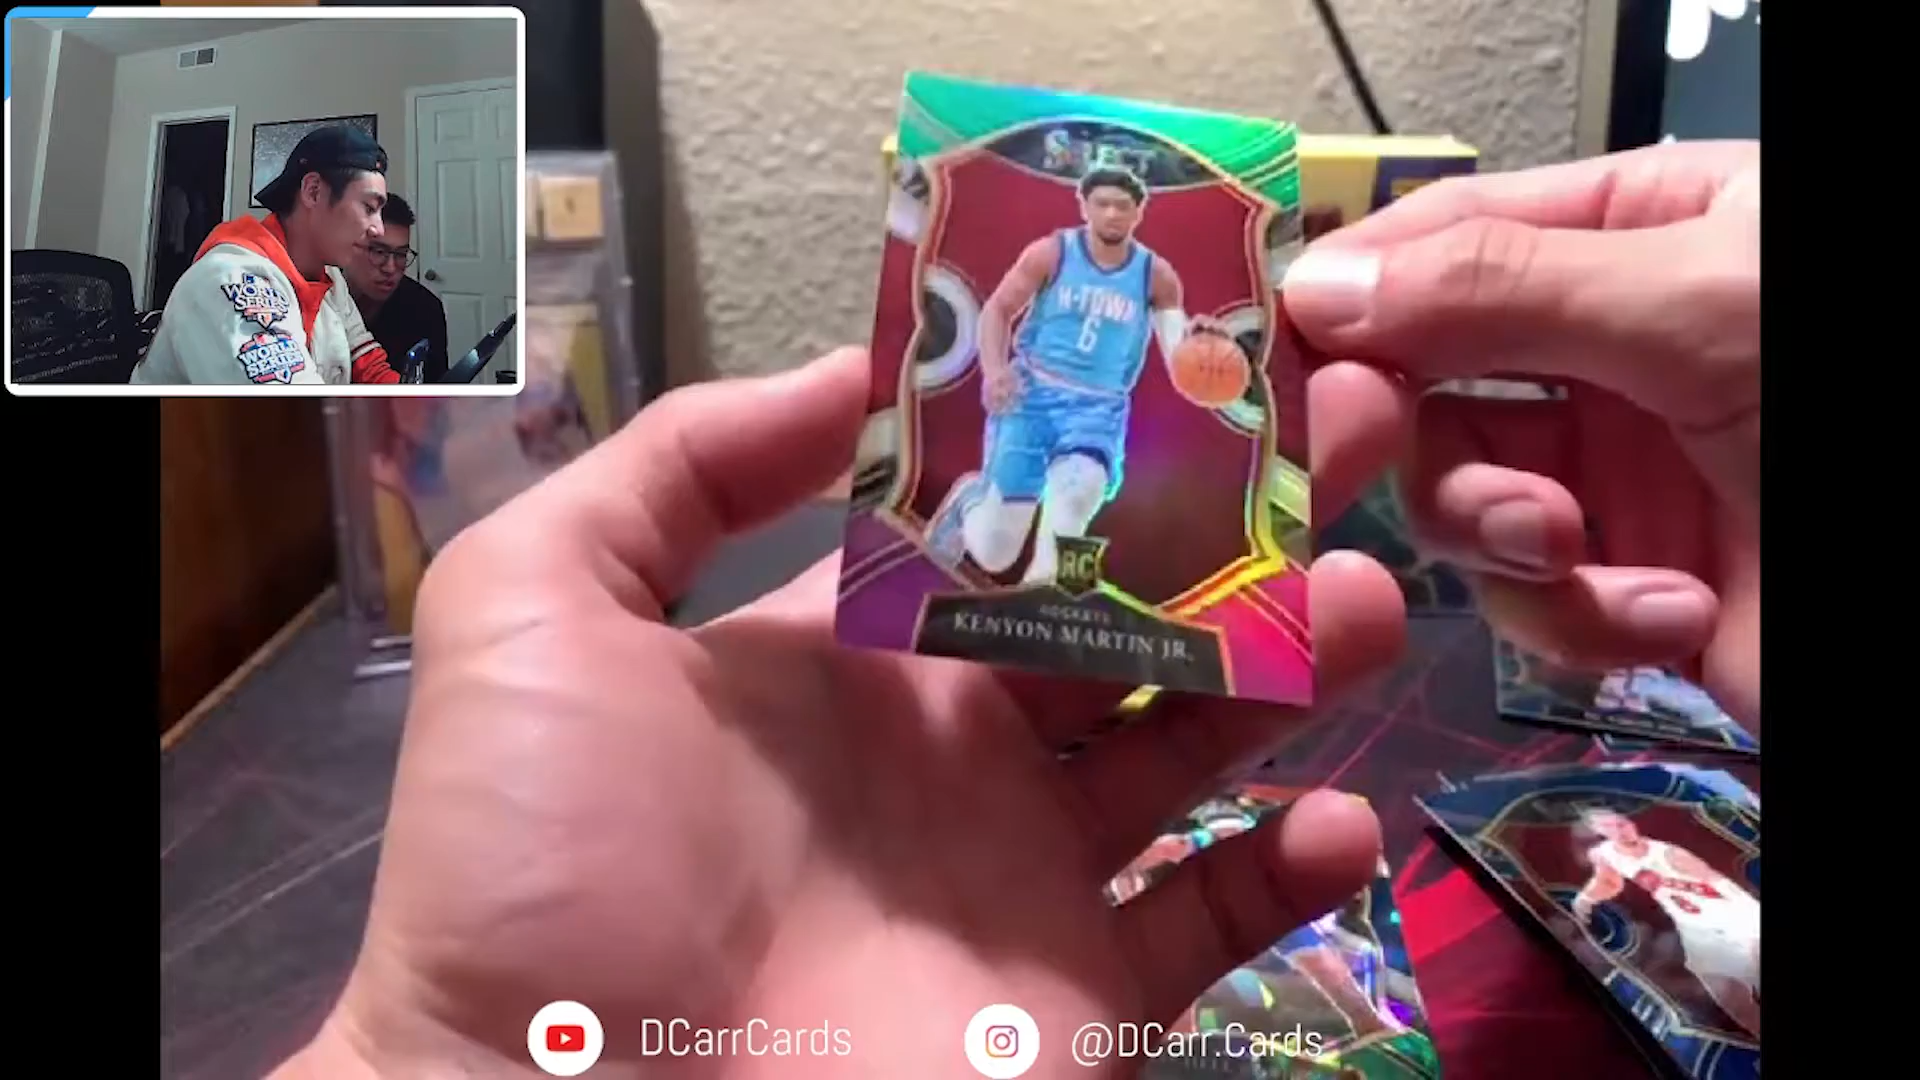 WORLD
SERIES
WORLD
SERIES
SELECT
H-TOWN
6
RC
ROCKETS
KENYON MARTIN JR.
DCarrCards
@DCarr.Cards